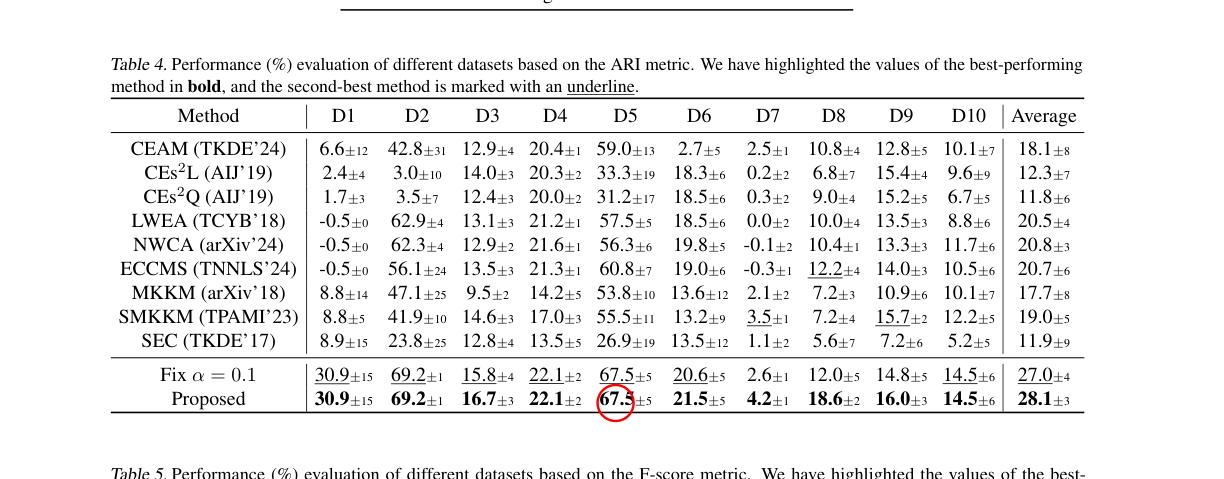 Table 4. Performance (%) evaluation of different datasets based on the ARI metric. We have highlighted the values of the best-performing
method in bold, and the second-best method is marked with an underline.
Method D1 D2 D3 D4 D5 D6 D7 D8 D9 D10 Average
CEAM (TKDE'24) 6.6±12 42.8±31 12.9±4 20.4±1 59.0±13 2.7±5 2.5±1 10.8±4 12.8±5 10.1±7 18.1±8
CEs²L (AIJ'19) 2.4±4 3.0±10 14.0±3 20.3±2 33.3±19 18.3±6 0.2±2 6.8±7 15.4±4 9.6±9 12.3±7
CEs²Q (AIJ'19) 1.7±3 3.5±7 12.4±3 20.0±2 31.2±17 18.5±6 0.3±2 9.0±4 15.2±5 6.7±5 11.8±6
LWEA (TCYB'18) -0.5±0 62.9±4 13.1±3 21.2±1 57.5±5 18.5±6 0.0±2 10.0±4 13.5±3 8.8±6 20.5±4
NWCA (arXiv'24) -0.5±0 62.3±4 12.9±2 21.6±1 56.3±6 19.8±5 -0.1±2 10.4±1 13.3±3 11.7±6 20.8±3
ECCMS (TNNLS'24) -0.5±0 56.1±24 13.5±3 21.3±1 60.8±7 19.0±6 -0.3±1 12.2±4 14.0±3 10.5±6 20.7±6
MKKM (arXiv'18) 8.8±14 47.1±25 9.5±2 14.2±5 53.8±10 13.6±12 2.1±2 7.2±3 10.9±6 10.1±7 17.7±8
SMKKM (TPAMI'23) 8.8±5 41.9±10 14.6±3 17.0±3 55.5±11 13.2±9 3.5±1 7.2±4 15.7±2 12.2±5 19.0±5
SEC (TKDE'17) 8.9±15 23.8±25 12.8±4 13.5±5 26.9±19 13.5±12 1.1±2 5.6±7 7.2±6 5.2±5 11.9±9
Fix α = 0.1 30.9±15 69.2±1 15.8±4 22.1±2 67.5±5 20.6±5 2.6±1 12.0±5 14.8±5 14.5±6 27.0±4
Proposed 30.9±15 69.2±1 16.7±3 22.1±2 67.5±5 21.5±5 4.2±1 18.6±2 16.0±3 14.5±6 28.1±3
Table 5. Performance (%) evaluation of different datasets based on the F-score metric. We have highlighted the values of the best-